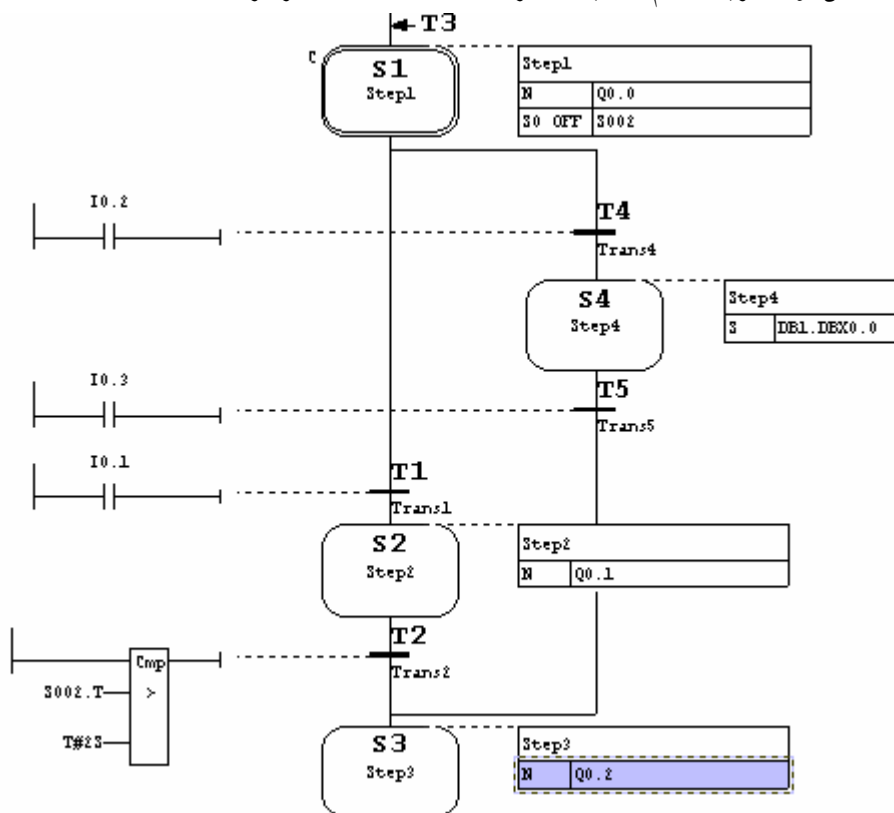 T3
C
S1
Step1
Step1
N Q0.0
S0 OFF S002
I0.2
T4
Trans4
S4
Step4
Step4
S DB1.DBX0.0
I0.3
T5
Trans5
I0.1
T1
Trans1
S2
Step2
Step2
N Q0.1
T2
Trans2
Cmp
S002.T
>
T#2S
S3
Step3
Step3
N Q0.2